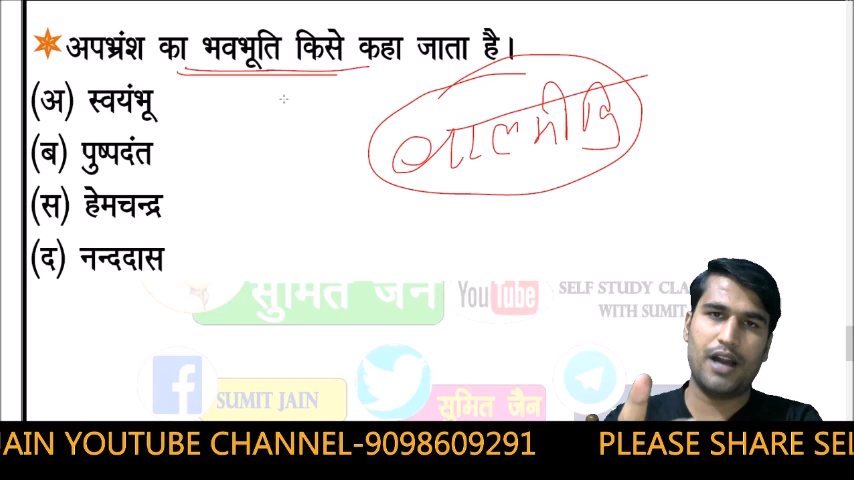 अपभ्रंश का भवभूति किसे कहा जाता है।
(अ) स्वयंभू
वाल्मीकि
(ब) पुष्पदंत
(स) हेमचन्द्र
(द) नन्ददास
सुमित जैन
YouTube
SELF STUDY CLA
WITH SUMIT
SUMIT JAIN
सुमित जैन
JAIN YOUTUBE CHANNEL-9098609291 PLEASE SHARE SEL